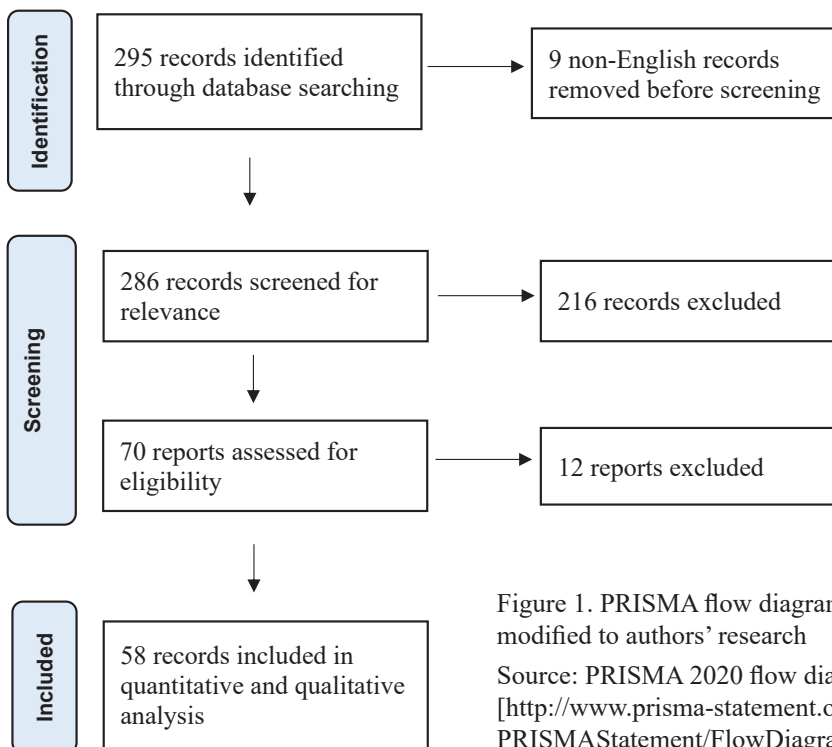 Identification
295 records identified
through database searching
9 non-English records
removed before screening
Screening
286 records screened for
relevance
216 records excluded
70 reports assessed for
eligibility
12 reports excluded
Included
58 records included in
quantitative and qualitative
analysis
Figure 1. PRISMA flow
modified to authors’ research
Source: PRISMA 2020 flow
[http://www.prisma-statement.o
PRISMAStatement/FlowDiagra